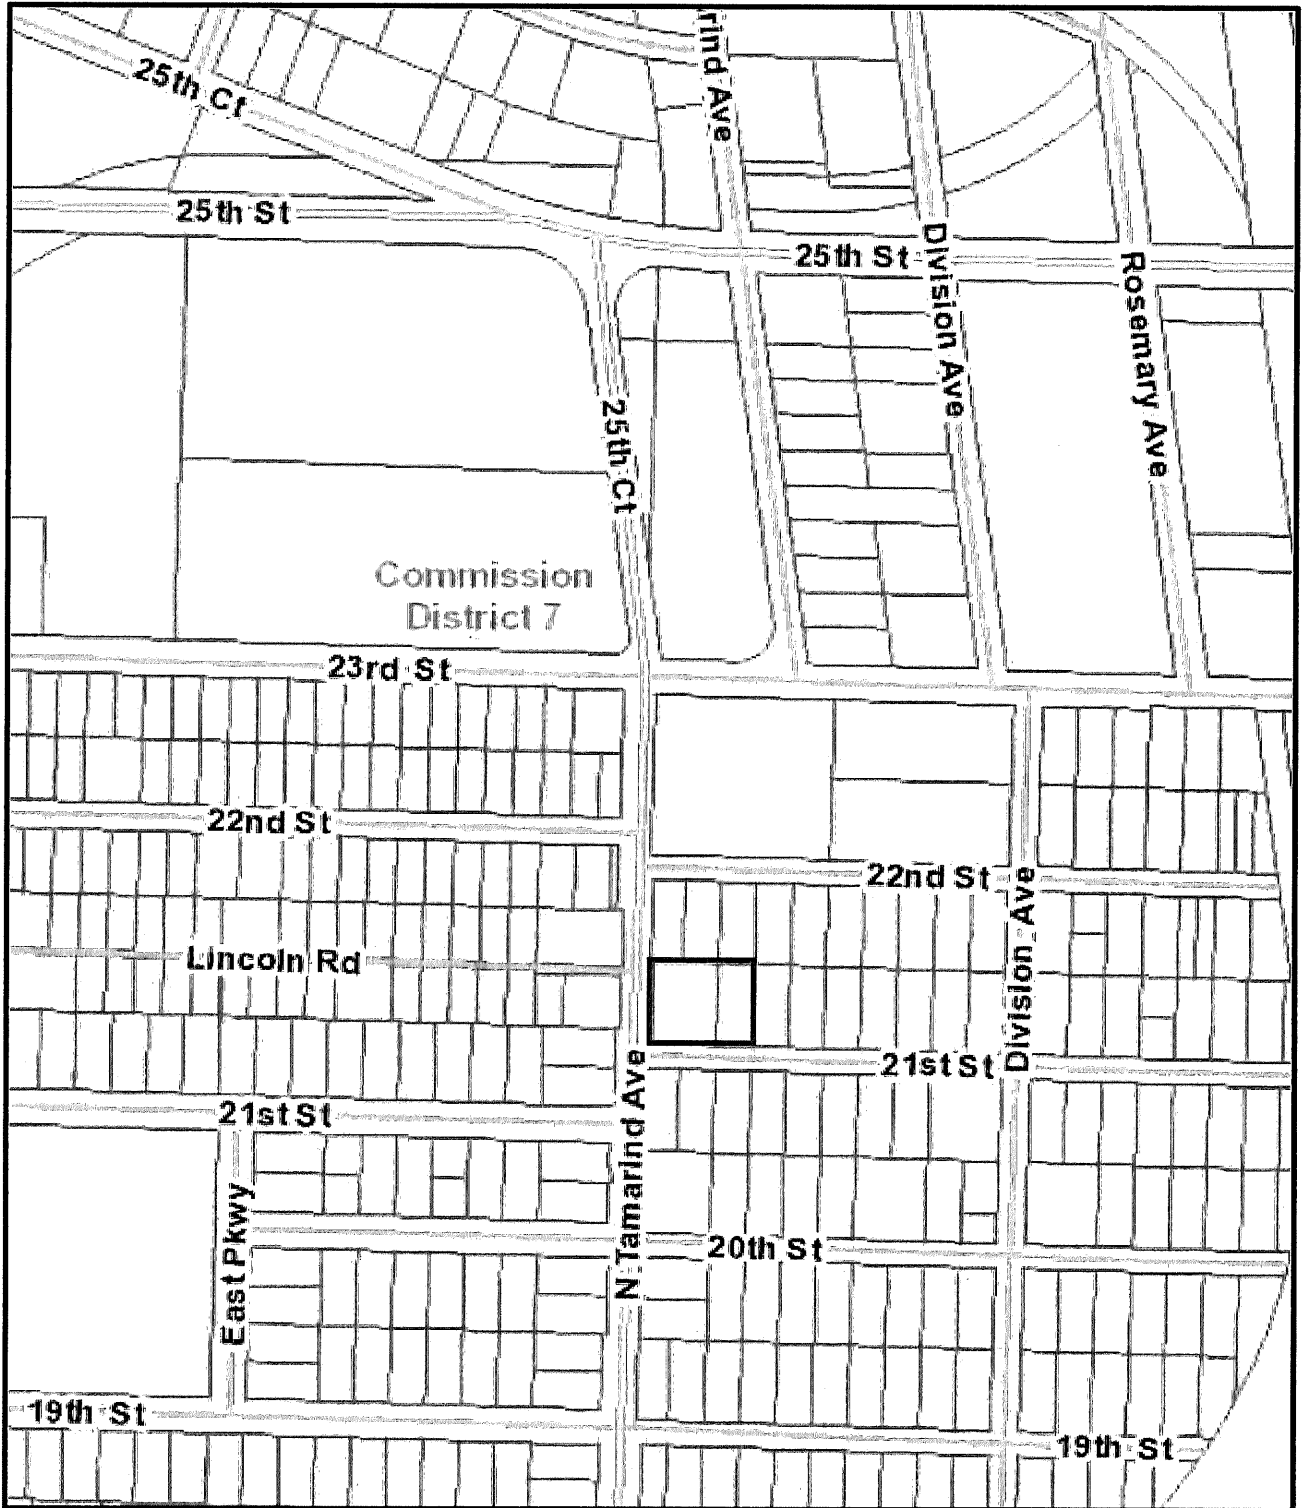 25th Ct
rind Ave
25th St
25th St
Division Ave
Rosemary Ave
25th Ct
Commission
District 7
23rd St
22nd St
22nd St
Lincoln Rd
Division Ave
21st St
21st St
N Tamarind Ave
East Pkwy
20th St
19th St
19th St